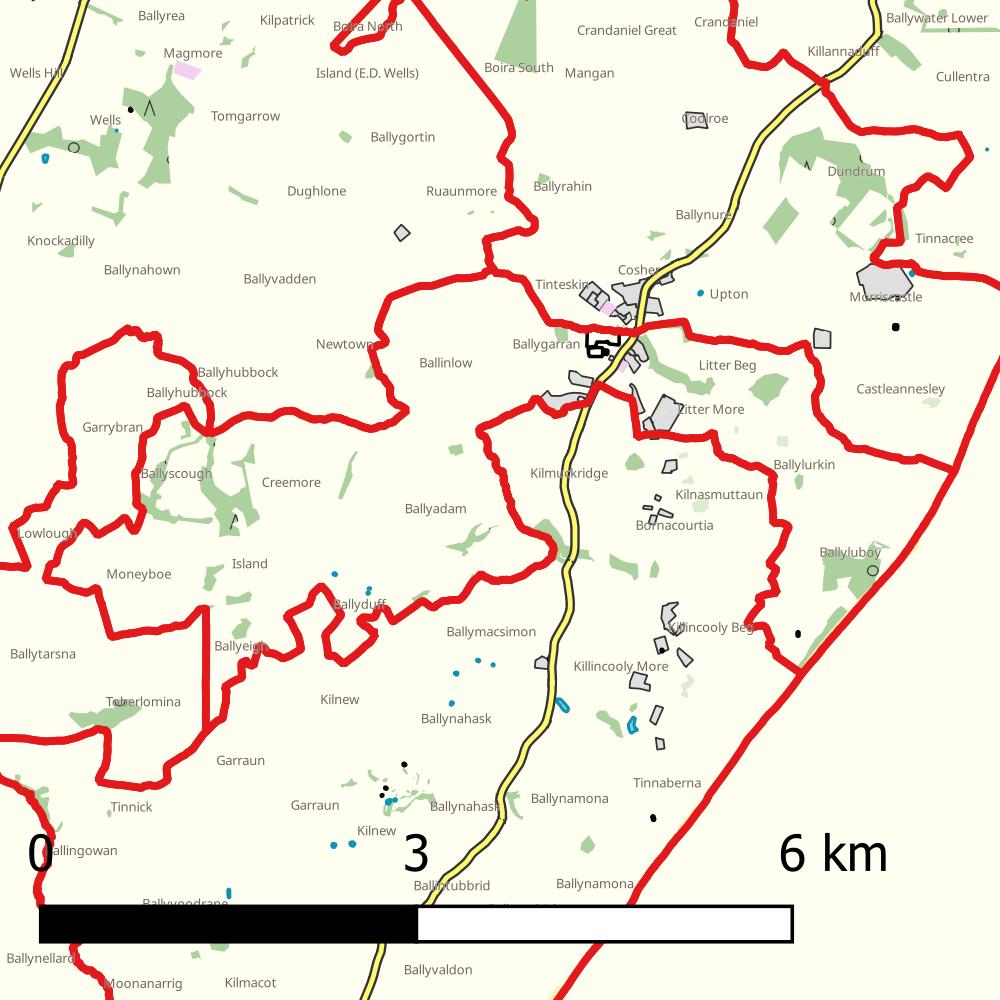 Ballyrea
Kilpatrick
Boira North
Crandaniel Great
Crandaniel
Ballywater Lower
Magmore
Killannaduff
Wells Hill
Island (E.D. Wells)
Boira South
Mangan
Cullentra
Wells
Tomgarrow
Coolroe
Ballygortin
Dundrum
Dughlone
Ruaunmore
Ballyrahin
Ballynure
Knockadilly
Tinnacree
Ballynahown
Ballyvadden
Tinteskin
Cosher
Upton
Morriscastle
Newtown
Ballygarran
Ballinlow
Litter Beg
Ballyhubbock
Ballyhubbock
Castleannesley
Litter More
Garrybran
Ballyscough
Creemore
Kilmuckridge
Ballylurkin
Kilnasmuttaun
Ballyadam
Bornacourtia
Lowlough
Island
Ballyluboy
Moneyboe
Ballyduff
Ballymacsimon
Killincooly Beg
Ballytarsna
Ballyeigh
Killincooly More
Toberlomina
Kilnew
Ballynahask
Garraun
Tinnaberna
Tinnick
Garraun
Ballynahask
Ballynamona
Kilnew
0 3 6 km
Ballingowan
Ballintubbrid
Ballynamona
Ballyvoodrane
Ballynellard
Ballyvaldon
Moonanarrig
Kilmacot